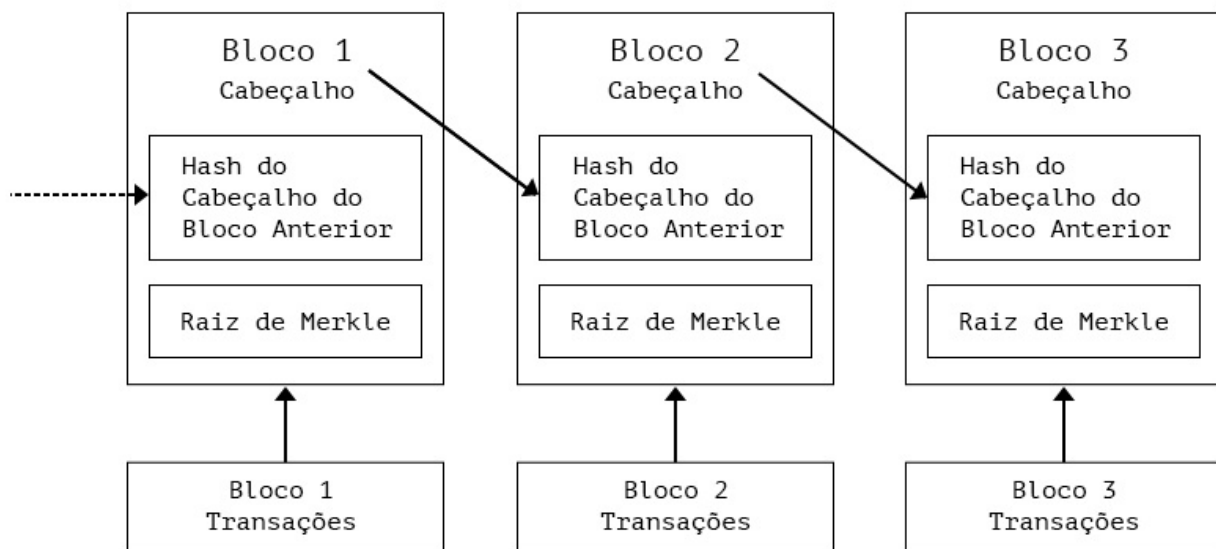 Bloco 1
Cabeçalho
Hash do
Cabeçalho do
Bloco Anterior
Raiz de Merkle
Bloco 1
Transações
Bloco 2
Cabeçalho
Hash do
Cabeçalho do
Bloco Anterior
Raiz de Merkle
Bloco 2
Transações
Bloco 3
Cabeçalho
Hash do
Cabeçalho do
Bloco Anterior
Raiz de Merkle
Bloco 3
Transações